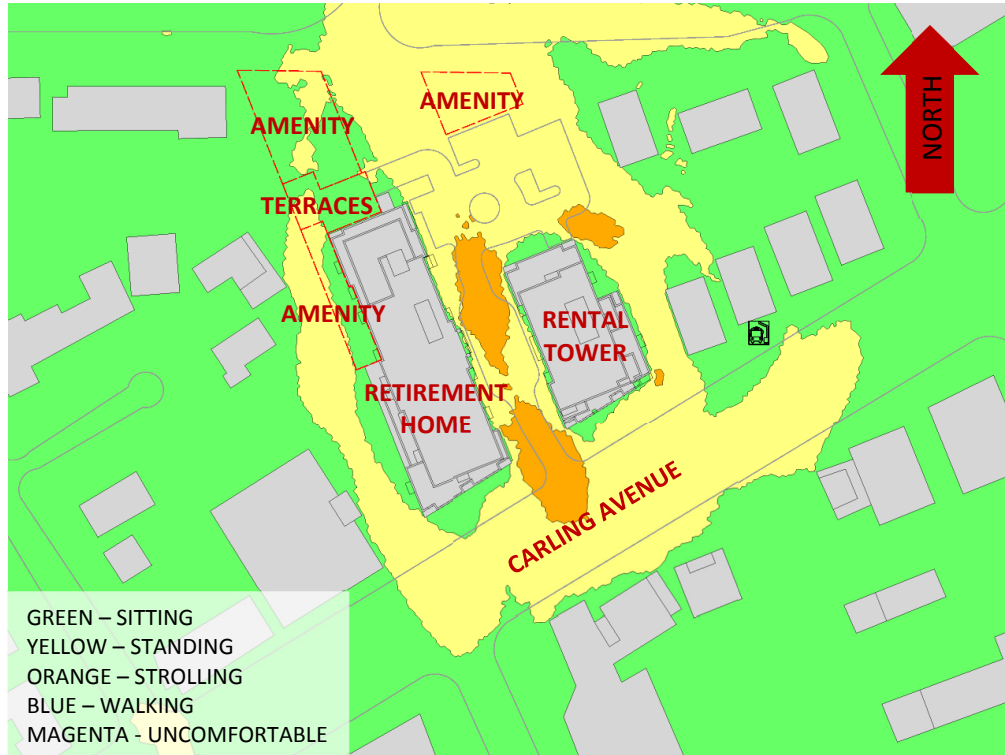 AMENITY
AMENITY
NORTH
TERRACES
AMENITY
RENTAL
TOWER
RETIREMENT
HOME
CARLING AVENUE
GREEN – SITTING
YELLOW – STANDING
ORANGE – STROLLING
BLUE – WALKING
MAGENTA - UNCOMFORTABLE